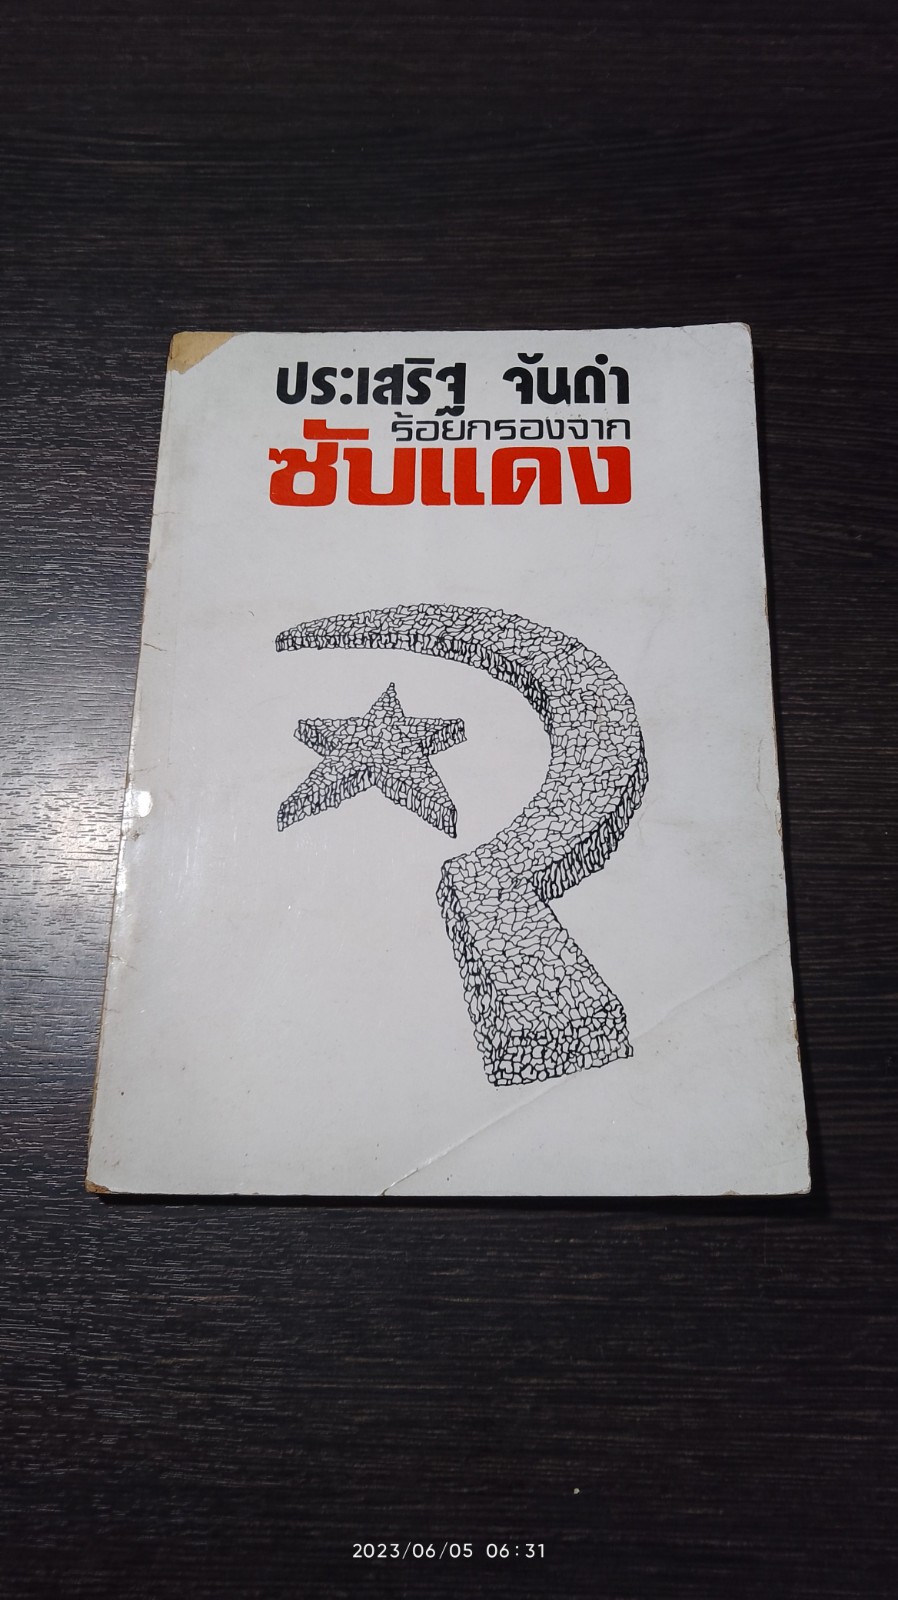 ประเสริฐ จันดำ
ร้อยกรองจาก
ซับแดง
2023/06/05 06:31